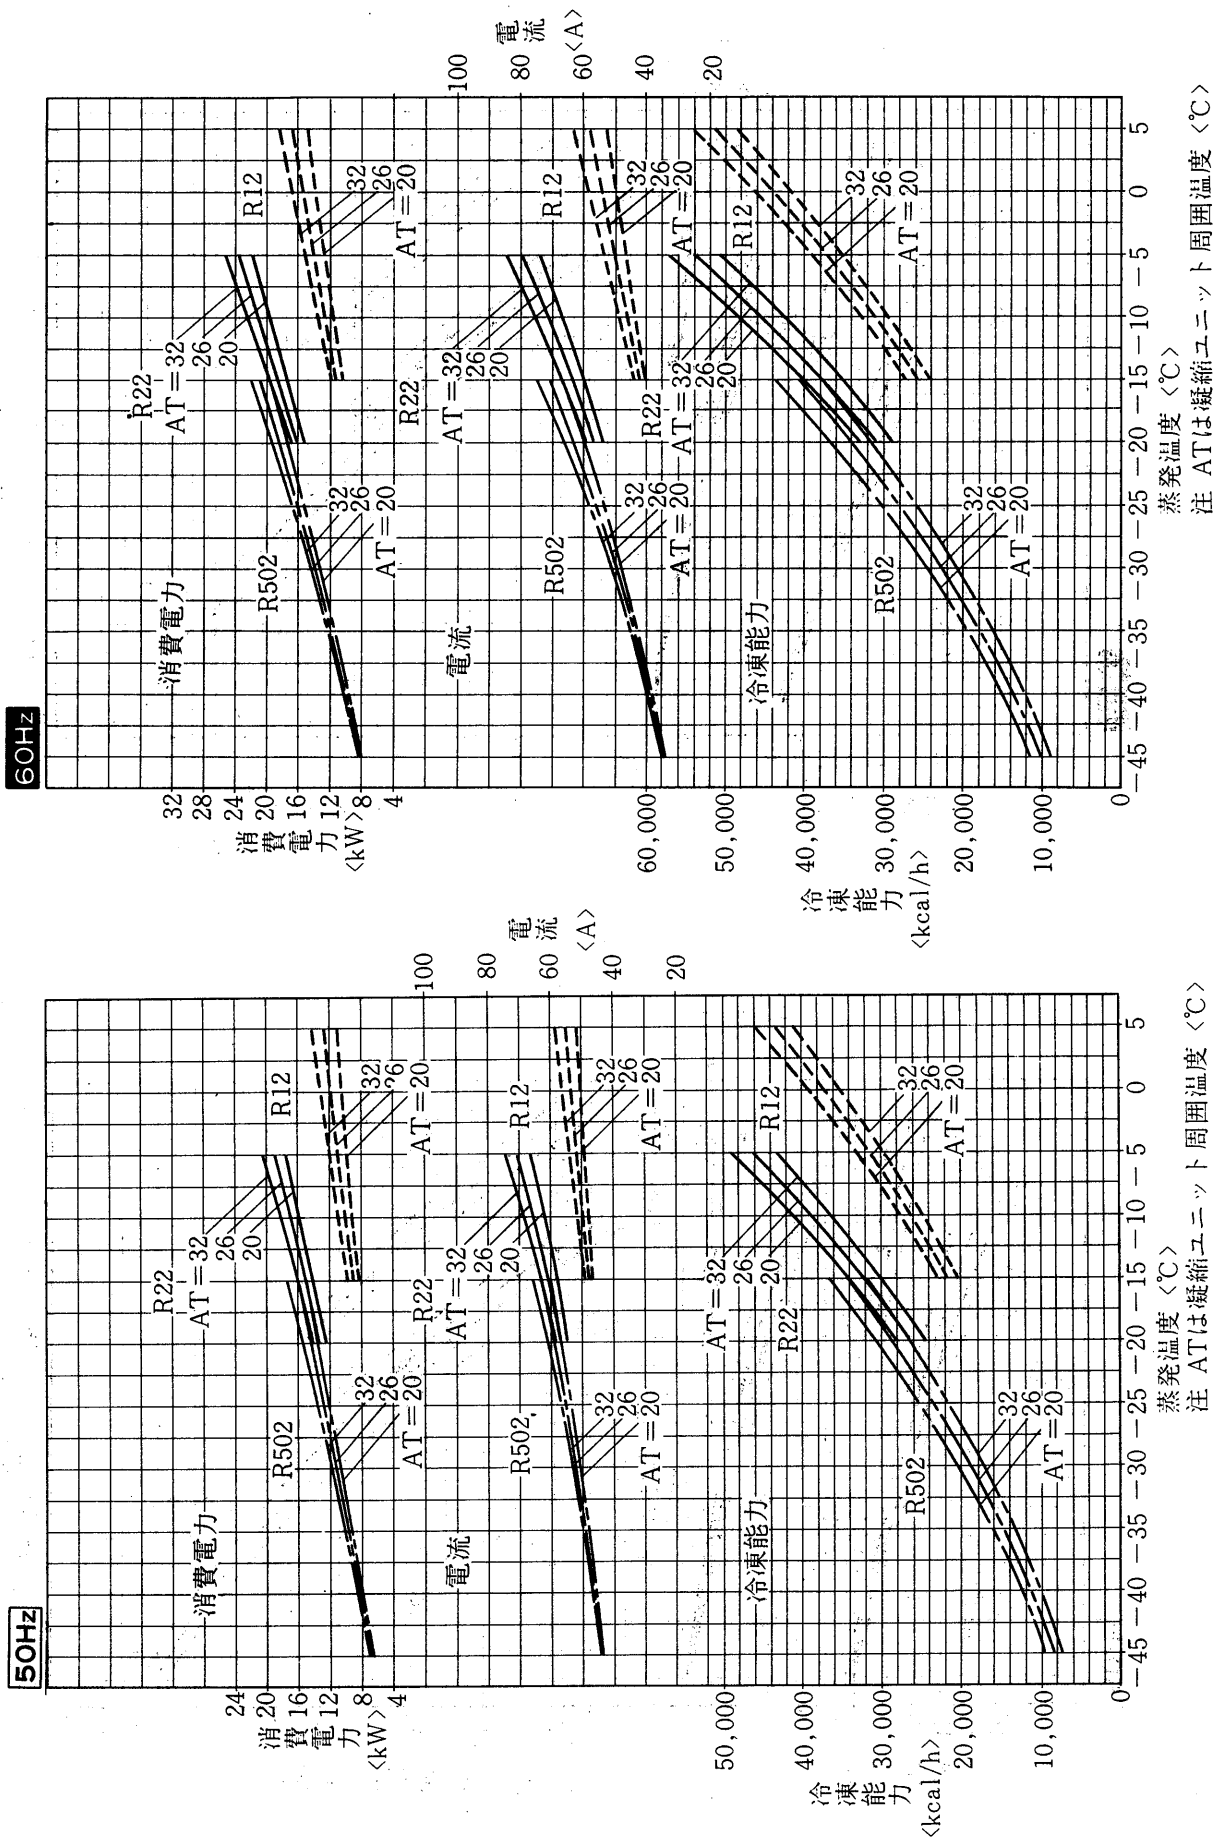 50Hz
24
20
16
12
8
4
消費電力
<kW>
50,000
40,000
30,000
20,000
10,000
0
冷凍能力
<kcal/h>
消費電力
R22
AT=32
26
20
R502
32
26
AT=20
R12
32
26
AT=20
100
80
60
40
20
電流
<A>
電流
R22
AT=32
26
20
R502
32
26
AT=20
R12
32
26
AT=20
冷凍能力
AT=32
26
20
R22
R502
32
26
AT=20
R12
32
26
AT=20
-45
-40
-35
-30
-25
-20
-15
-10
-5
0
5
蒸発温度 <℃>
注 ATは凝縮ユニット周囲温度 <℃>
60Hz
32
28
24
20
16
12
8
4
消費電力
<kW>
60,000
50,000
40,000
30,000
20,000
10,000
0
冷凍能力
<kcal/h>
消費電力
R22
AT=32
26
20
R502
32
26
AT=20
R12
32
26
AT=20
100
80
60
40
20
電流
<A>
電流
R22
AT=32
26
20
R502
32
26
AT=20
R12
32
26
AT=20
冷凍能力
R22
AT=32
26
20
R502
32
26
AT=20
R12
32
26
AT=20
-45
-40
-35
-30
-25
-20
-15
-10
-5
0
5
蒸発温度 <℃>
注 ATは凝縮ユニット周囲温度 <℃>